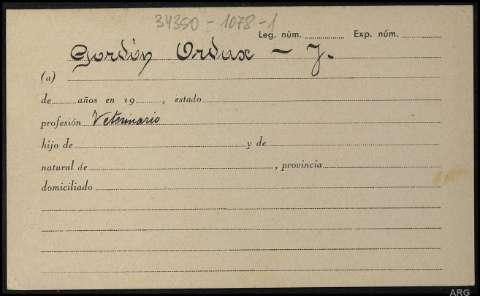 34350-1078-1
Leg. núm. Exp. núm.
Gordón Ordax - J.
(a)
de años en 19 , estado
profesión Veterinario
hijo de y de
natural de , provincia
domiciliado
ARG